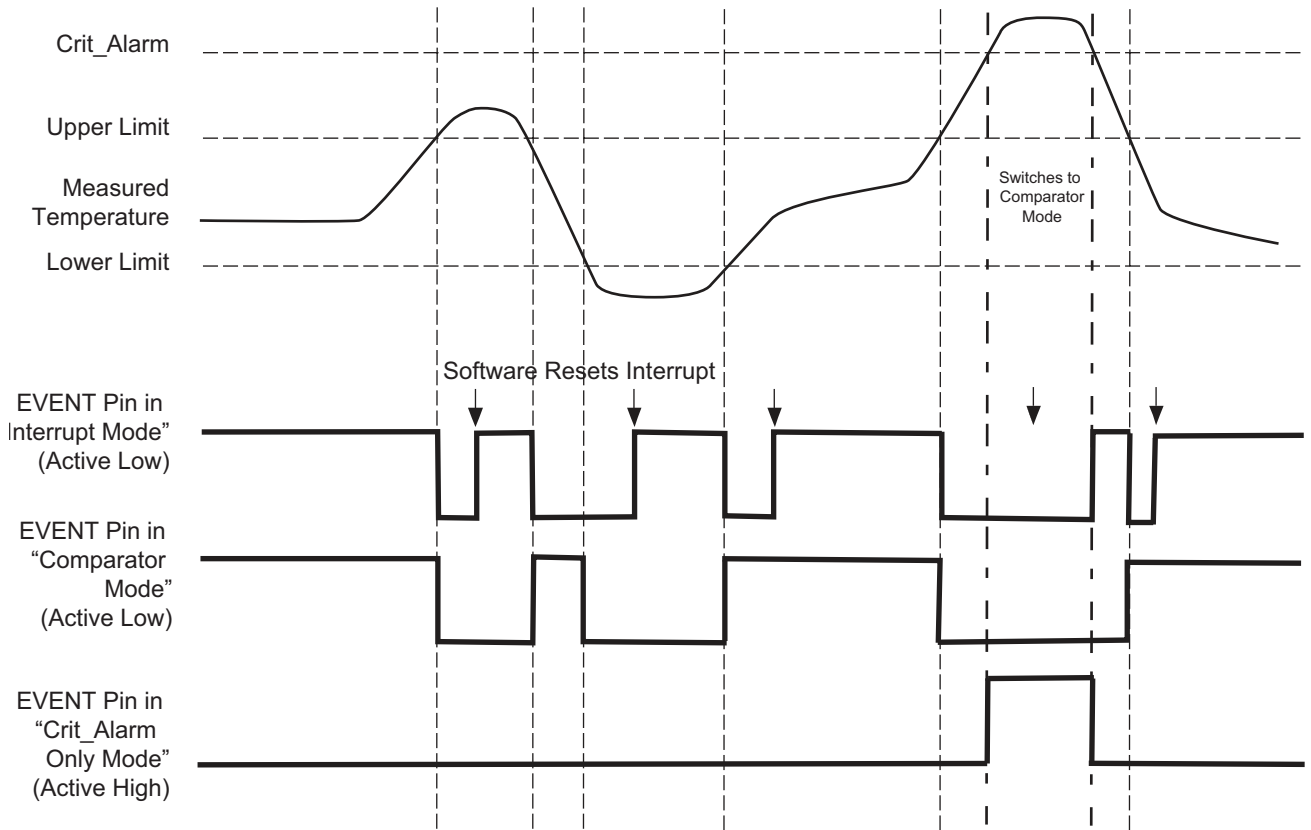 Crit_Alarm
Upper Limit
Measured
Temperature
Lower Limit
Switches to
Comparator
Mode
Software Resets Interrupt
EVENT Pin in
Interrupt Mode”
(Active Low)
EVENT Pin in
“Comparator
Mode”
(Active Low)
EVENT Pin in
“Crit_Alarm
Only Mode”
(Active High)